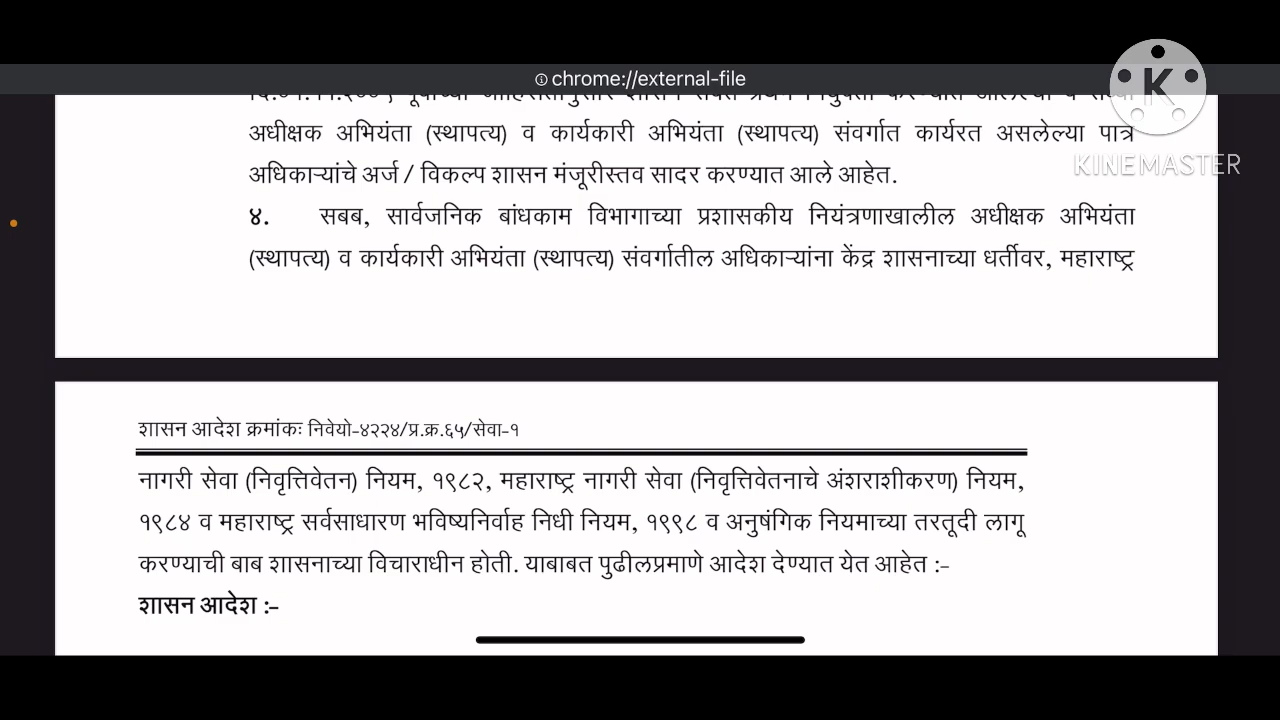 chrome://external-file
K
KINEMASTER
अधीक्षक अभियंता (स्थापत्य) व कार्यकारी अभियंता (स्थापत्य) संवर्गात कार्यरत असलेल्या पात्र
अधिकाऱ्यांचे अर्ज / विकल्प शासन मंजूरीस्तव सादर करण्यात आले आहेत.
४. सबब, सार्वजनिक बांधकाम विभागाच्या प्रशासकीय नियंत्रणाखालील अधीक्षक अभियंता
(स्थापत्य) व कार्यकारी अभियंता (स्थापत्य) संवर्गातील अधिकाऱ्यांना केंद्र शासनाच्या धर्तीवर, महाराष्ट्र
शासन आदेश क्रमांकः निवेयो-४२२४/प्र.क्र.६५/सेवा-१
नागरी सेवा (निवृत्तिवेतन) नियम, १९८२, महाराष्ट्र नागरी सेवा (निवृत्तिवेतनाचे अंशराशीकरण) नियम,
१९८४ व महाराष्ट्र सर्वसाधारण भविष्यनिर्वाह निधी नियम, १९९८ व अनुषंगिक नियमाच्या तरतूदी लागू
करण्याची बाब शासनाच्या विचाराधीन होती. याबाबत पुढीलप्रमाणे आदेश देण्यात येत आहेत :-
शासन आदेश :-